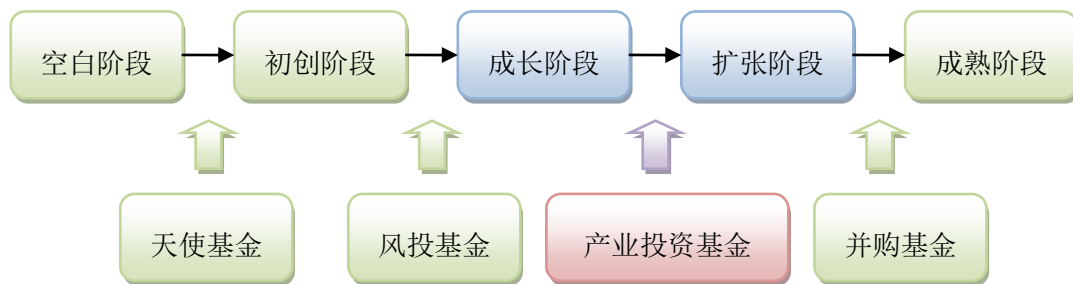 空白阶段
初创阶段
成长阶段
扩张阶段
成熟阶段
天使基金
风投基金
产业投资基金
并购基金